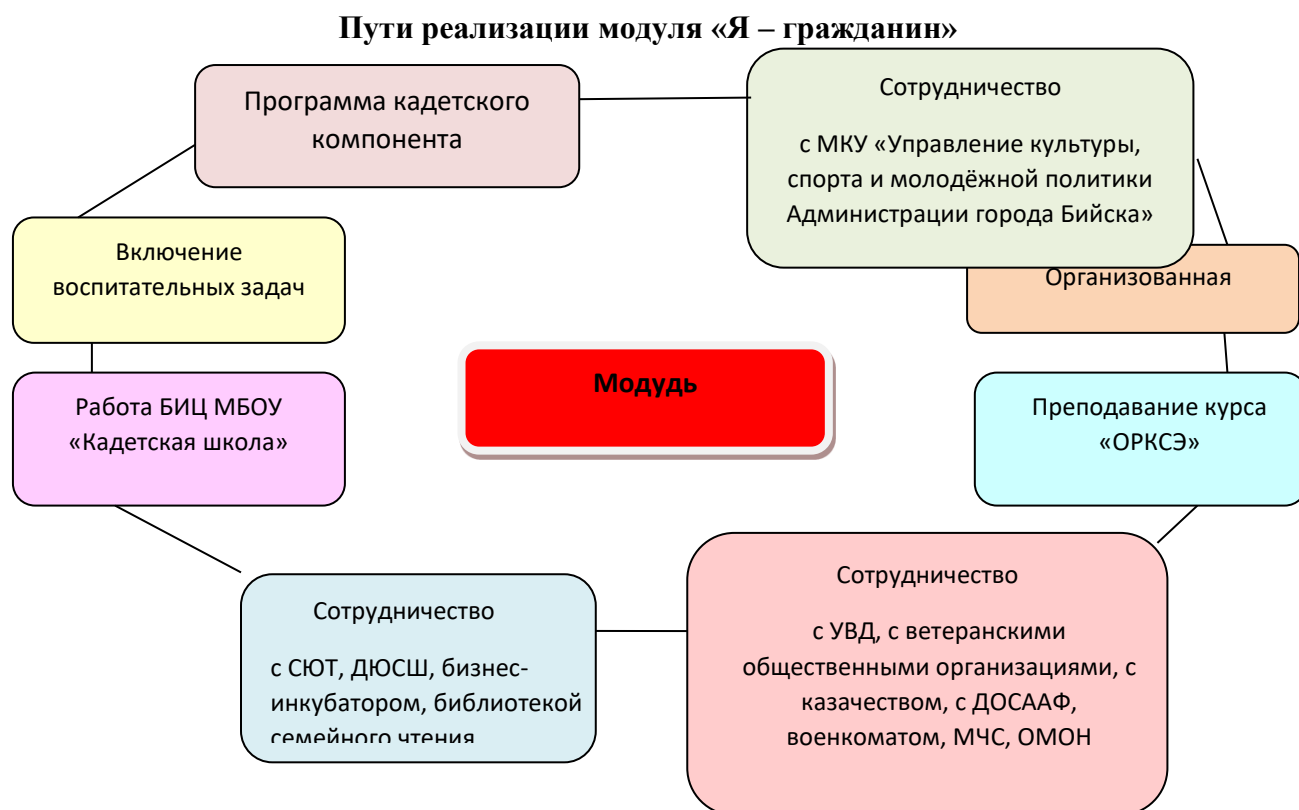 Пути реализации модуля «Я – гражданин»
Программа кадетского
компонента
Сотрудничество
с МКУ «Управление культуры,
спорта и молодёжной политики
Администрации города Бийска»
Включение
воспитательных задач
Организованная
Модудь
Работа БИЦ МБОУ
«Кадетская школа»
Преподавание курса
«ОРКСЭ»
Сотрудничество
с СЮТ, ДЮСШ, бизнес-
инкубатором, библиотекой
семейного чтения
Сотрудничество
с УВД, с ветеранскими
общественными организациями, с
казачеством, с ДОСААФ,
военкоматом, МЧС, ОМОН